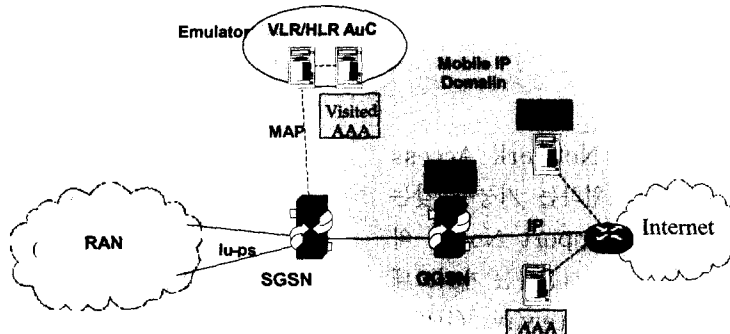 Emulator
VLR/HLR AuC
Mobile IP
Domain
Visited
AAA
MAP
RAN
iu-ps
SGSN
GGSN
IP
Internet
AAA